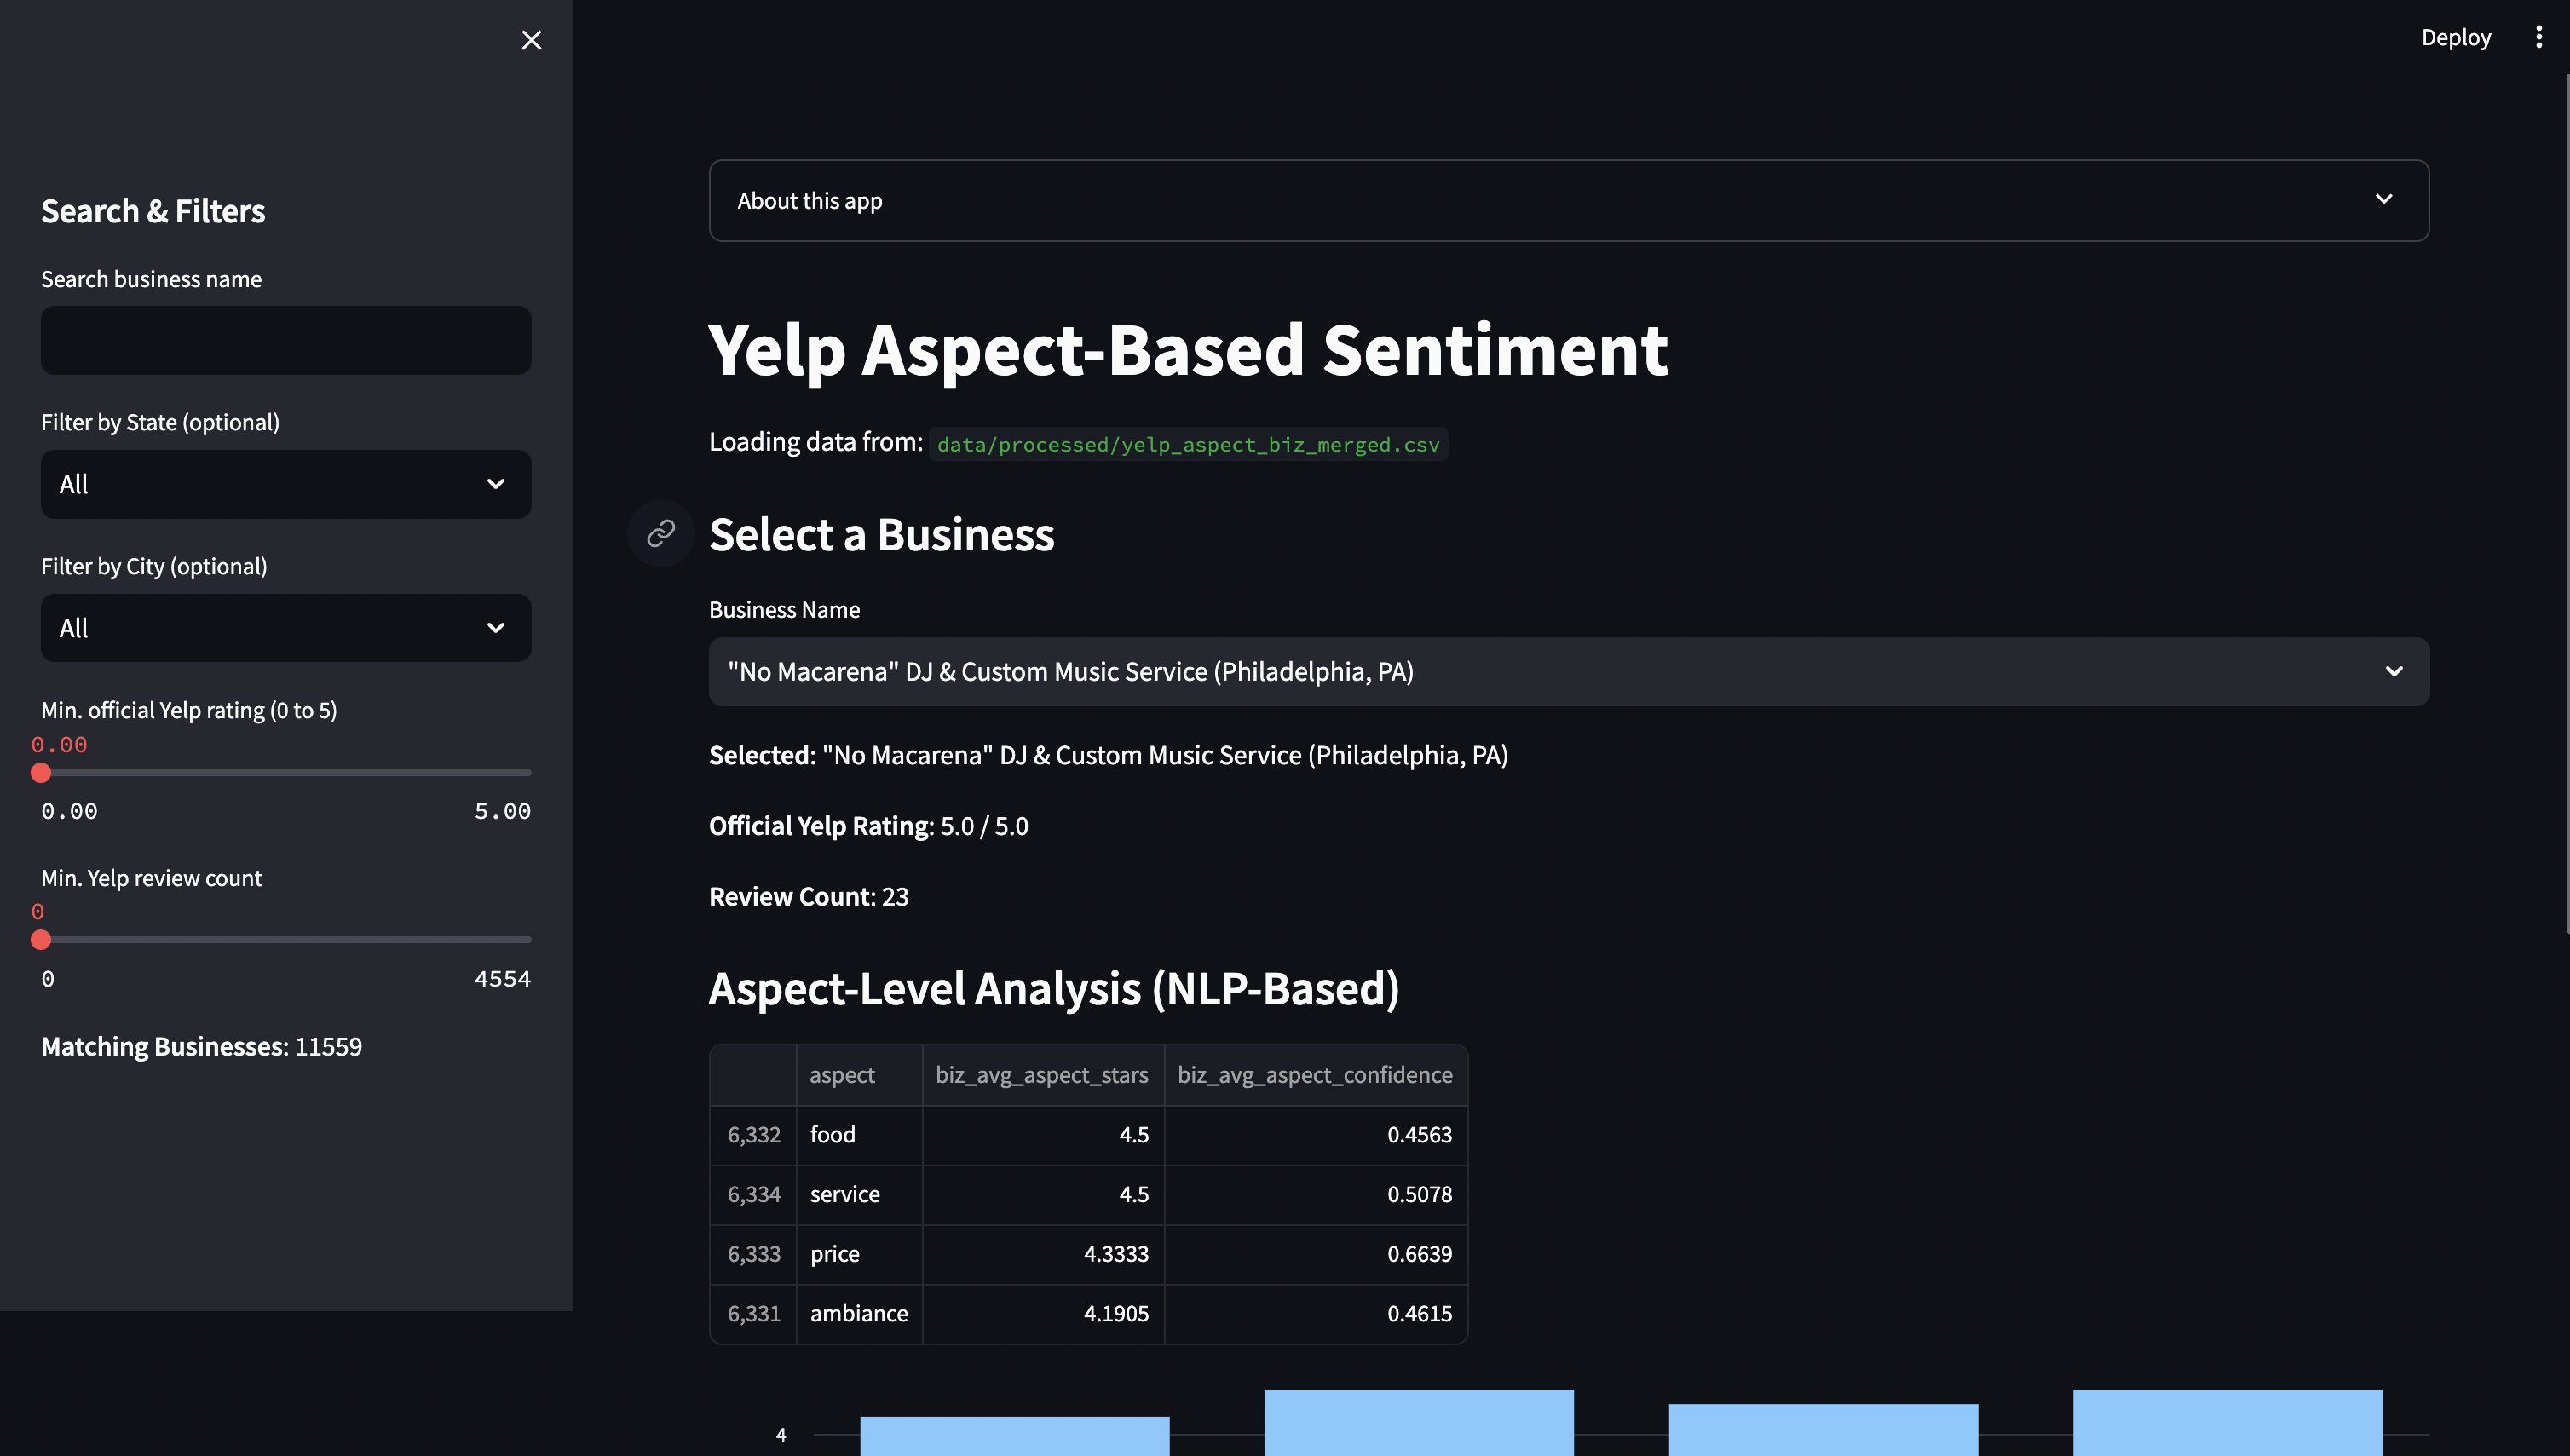 Deploy
Search & Filters
Search business name
Filter by State (optional)
All
Filter by City (optional)
All
Min. official Yelp rating (0 to 5)
0.00
0.00 5.00
Min. Yelp review count
0
0 4554
Matching Businesses: 11559
About this app
Yelp Aspect-Based Sentiment
Loading data from: data/processed/yelp_aspect_biz_merged.csv
Select a Business
Business Name
"No Macarena" DJ & Custom Music Service (Philadelphia, PA)
Selected: "No Macarena" DJ & Custom Music Service (Philadelphia, PA)
Official Yelp Rating: 5.0 / 5.0
Review Count: 23
Aspect-Level Analysis (NLP-Based)
aspect biz_avg_aspect_stars biz_avg_aspect_confidence
6,332 food 4.5 0.4563
6,334 service 4.5 0.5078
6,333 price 4.3333 0.6639
6,331 ambiance 4.1905 0.4615
4